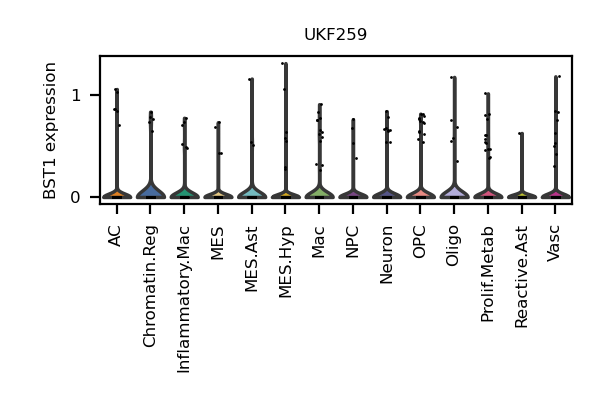 UKF259
BST1 expression
1
0
AC
Chromatin.Reg
Inflammatory.Mac
MES
MES.Ast
MES.Hyp
Mac
NPC
Neuron
OPC
Oligo
Prolif.Metab
Reactive.Ast
Vasc